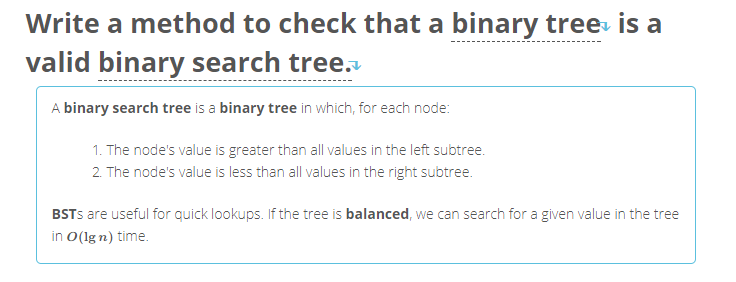 Write a method to check that a binary tree is a
valid binary search tree.
A binary search tree is a binary tree in which, for each node:
1. The node's value is greater than all values in the left subtree.
2. The node's value is less than all values in the right subtree.
BSTs are useful for quick lookups. If the tree is balanced, we can search for a given value in the tree
in O(lg n) time.